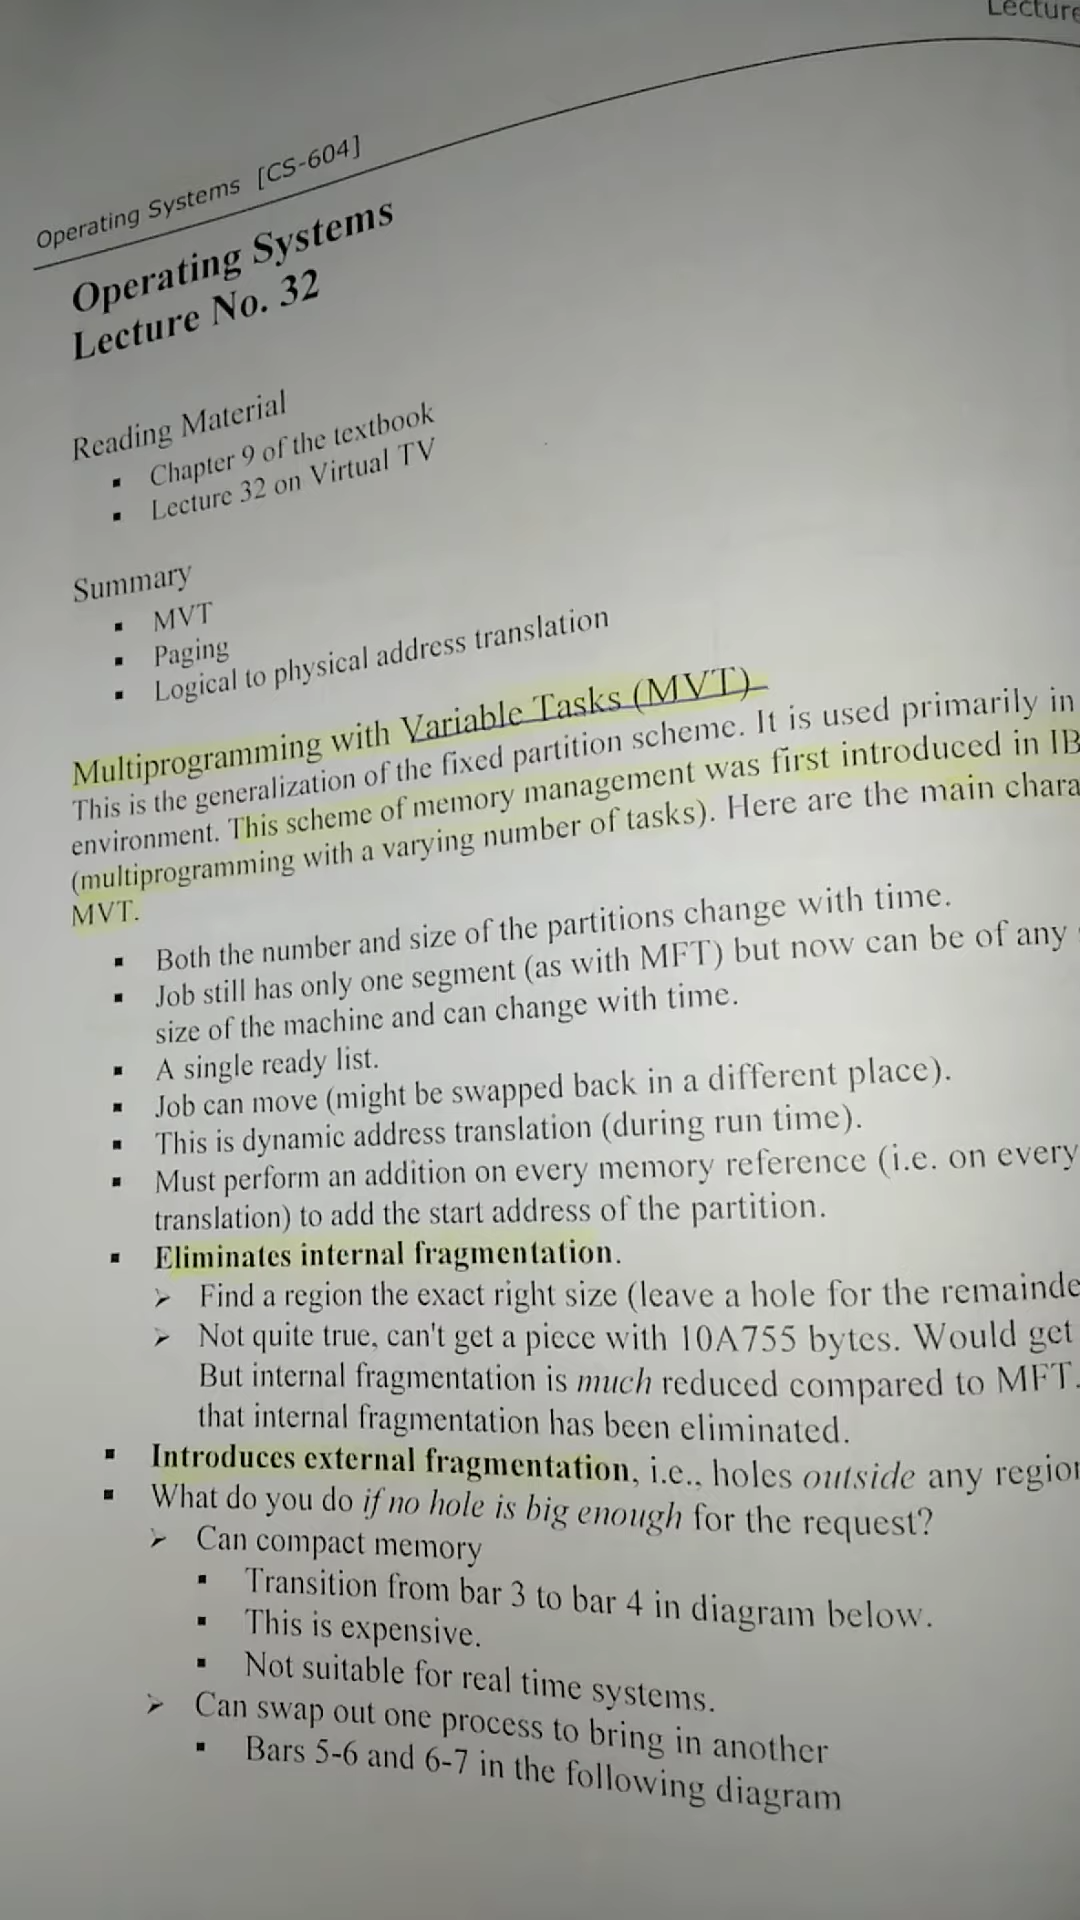 Lecture
Operating Systems [CS-604]
Operating Systems
Lecture No. 32
Reading Material
▪ Chapter 9 of the textbook
▪ Lecture 32 on Virtual TV
Summary
▪ MVT
▪ Paging
▪ Logical to physical address translation
Multiprogramming with Variable Tasks (MVT)
This is the generalization of the fixed partition scheme. It is used primarily in
environment. This scheme of memory management was first introduced in IB
(multiprogramming with a varying number of tasks). Here are the main chara
MVT.
▪ Both the number and size of the partitions change with time.
▪ Job still has only one segment (as with MFT) but now can be of any
size of the machine and can change with time.
▪ A single ready list.
▪ Job can move (might be swapped back in a different place).
▪ This is dynamic address translation (during run time).
▪ Must perform an addition on every memory reference (i.e. on every
translation) to add the start address of the partition.
▪ Eliminates internal fragmentation.
➢ Find a region the exact right size (leave a hole for the remainde
➢ Not quite true, can't get a piece with 10A755 bytes. Would get
But internal fragmentation is much reduced compared to MFT.
that internal fragmentation has been eliminated.
▪ Introduces external fragmentation, i.e., holes outside any region
▪ What do you do if no hole is big enough for the request?
➢ Can compact memory
▪ Transition from bar 3 to bar 4 in diagram below.
▪ This is expensive.
▪ Not suitable for real time systems.
➢ Can swap out one process to bring in another
▪ Bars 5-6 and 6-7 in the following diagram